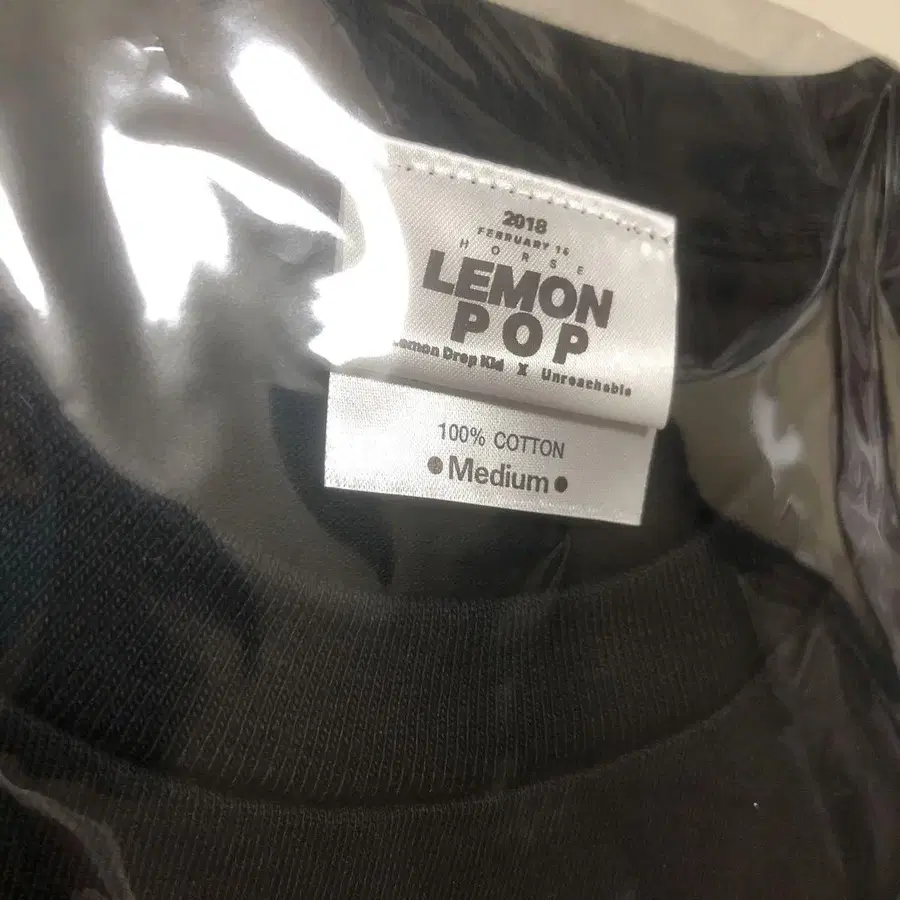 2018
FEBRUARY 16
HORSE
LEMON
POP
Lemon Drop Kid X Unreachable
100% COTTON
●Medium●